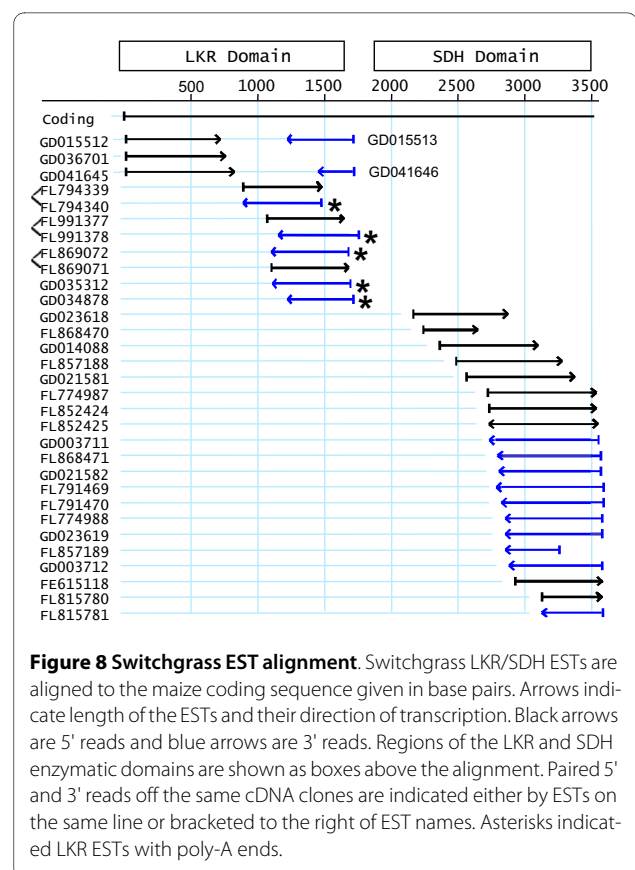 LKR Domain SDH Domain
500 1000 1500 2000 2500 3000 3500
Coding
GD015512 GD015513
GD036701
GD041645 GD041646
FL794339
FL794340 *
FL991377
FL991378 *
FL869072 *
FL869071
GD035312 *
GD034878 *
GD023618
FL868470
GD014088
FL857188
GD021581
FL774987
FL852424
FL852425
GD003711
FL868471
GD021582
FL791469
FL791470
FL774988
GD023619
FL857189
GD003712
FE615118
FL815780
FL815781
Figure 8 Switchgrass EST alignment. Switchgrass LKR/SDH ESTs are
aligned to the maize coding sequence given in base pairs. Arrows indi-
cate length of the ESTs and their direction of transcription. Black arrows
are 5' reads and blue arrows are 3' reads. Regions of the LKR and SDH
enzymatic domains are shown as boxes above the alignment. Paired 5'
and 3' reads off the same cDNA clones are indicated either by ESTs on
the same line or bracketed to the right of EST names. Asterisks indicat-
ed LKR ESTs with poly-A ends.